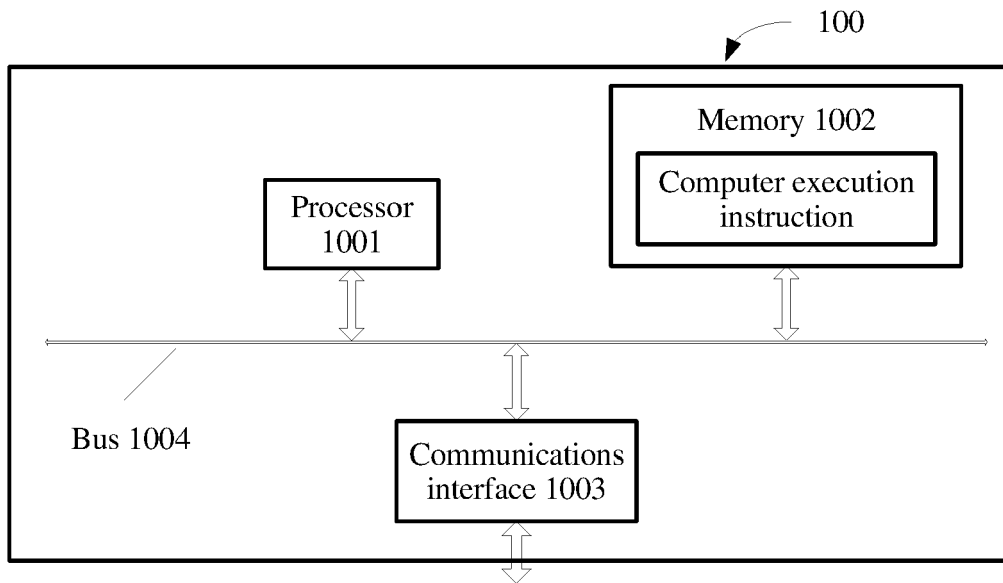 100
Memory 1002
Computer execution
instruction
Processor
1001
Bus 1004
Communications
interface 1003